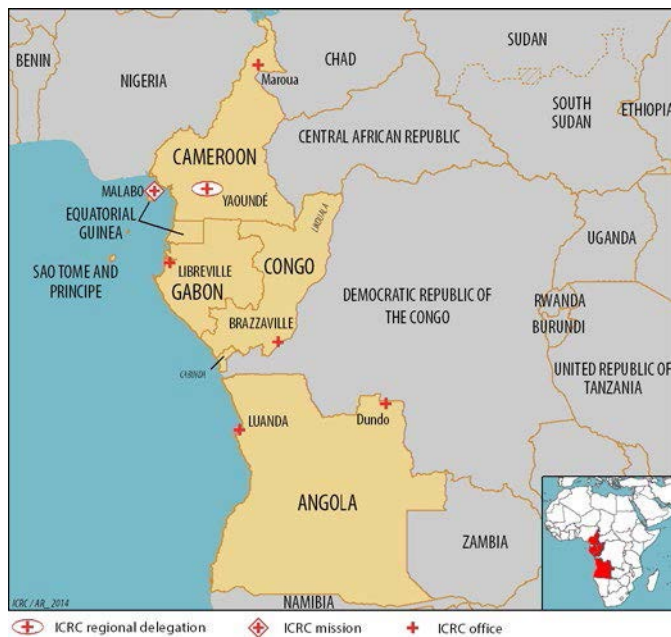 BENIN
NIGERIA
CHAD
SUDAN
Maroua
CENTRAL AFRICAN REPUBLIC
SOUTH
SUDAN
ETHIOPIA
CAMEROON
MALABO
YAOUNDÉ
EQUATORIAL
GUINEA
LIKOUALA
UGANDA
SAO TOME AND
PRINCIPE
LIBREVILLE
GABON
CONGO
DEMOCRATIC REPUBLIC OF
THE CONGO
RWANDA
BURUNDI
BRAZZAVILLE
CABINDA
UNITED REPUBLIC OF
TANZANIA
LUANDA
Dundo
ANGOLA
ZAMBIA
NAMIBIA
ICRC / AR_2014
ICRC regional delegation
ICRC mission
ICRC office